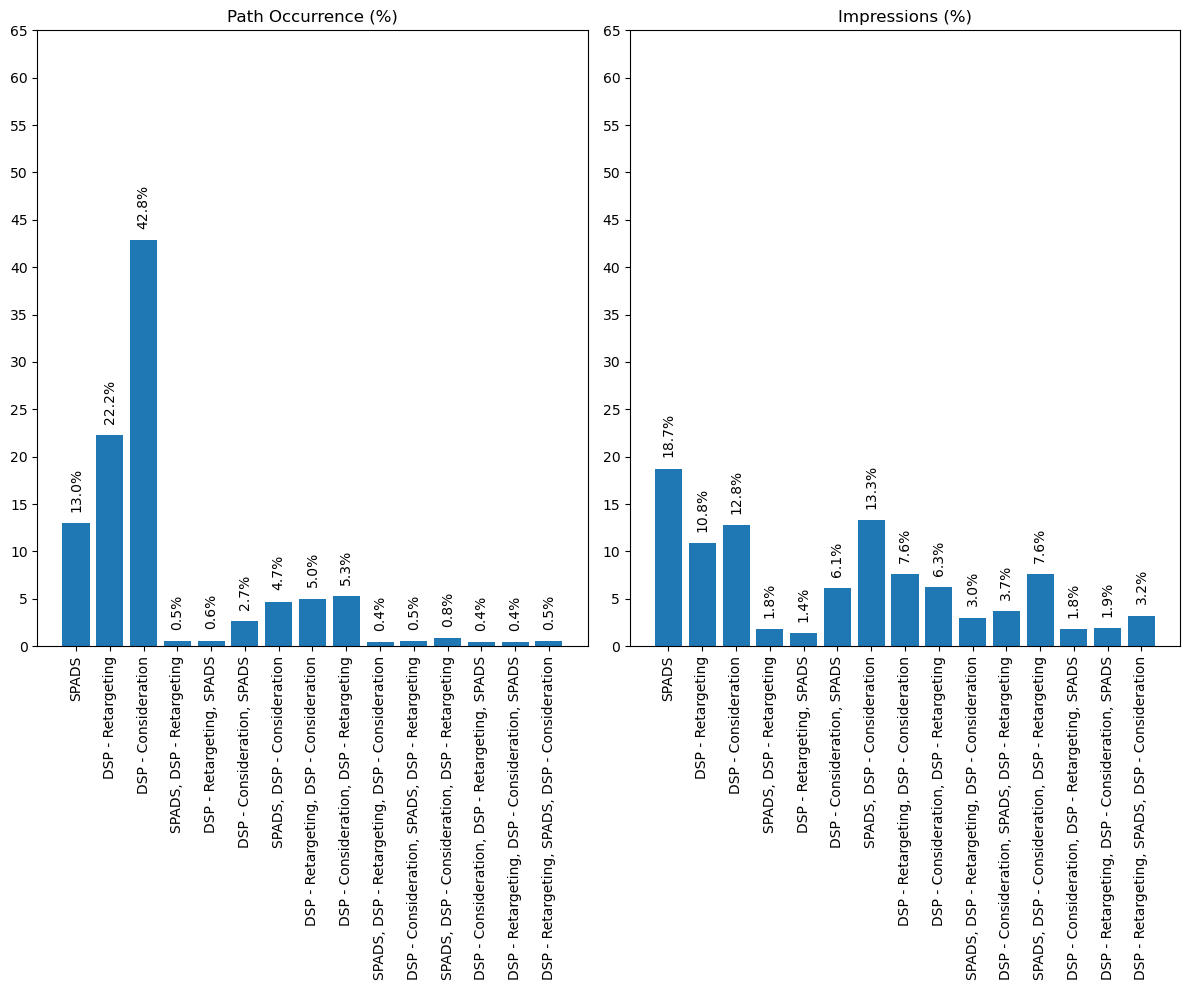 Path Occurrence (%)
65
60
55
50
45
40
35
30
25
20
15
10
5
0
13.0%
22.2%
42.8%
0.5%
0.6%
2.7%
4.7%
5.0%
5.3%
0.4%
0.5%
0.8%
0.4%
0.4%
0.5%
SPADS
DSP - Retargeting
DSP - Consideration
SPADS, DSP - Retargeting
DSP - Retargeting, SPADS
DSP - Consideration, SPADS
SPADS, DSP - Consideration
DSP - Retargeting, DSP - Consideration
DSP - Consideration, DSP - Retargeting
SPADS, DSP - Retargeting, DSP - Consideration
DSP - Consideration, SPADS, DSP - Retargeting
SPADS, DSP - Consideration, DSP - Retargeting
DSP - Consideration, DSP - Retargeting, SPADS
DSP - Retargeting, DSP - Consideration, SPADS
DSP - Retargeting, SPADS, DSP - Consideration
Impressions (%)
65
60
55
50
45
40
35
30
25
20
15
10
5
0
18.7%
10.8%
12.8%
1.8%
1.4%
6.1%
13.3%
7.6%
6.3%
3.0%
3.7%
7.6%
1.8%
1.9%
3.2%
SPADS
DSP - Retargeting
DSP - Consideration
SPADS, DSP - Retargeting
DSP - Retargeting, SPADS
DSP - Consideration, SPADS
SPADS, DSP - Consideration
DSP - Retargeting, DSP - Consideration
DSP - Consideration, DSP - Retargeting
SPADS, DSP - Retargeting, DSP - Consideration
DSP - Consideration, SPADS, DSP - Retargeting
SPADS, DSP - Consideration, DSP - Retargeting
DSP - Consideration, DSP - Retargeting, SPADS
DSP - Retargeting, DSP - Consideration, SPADS
DSP - Retargeting, SPADS, DSP - Consideration